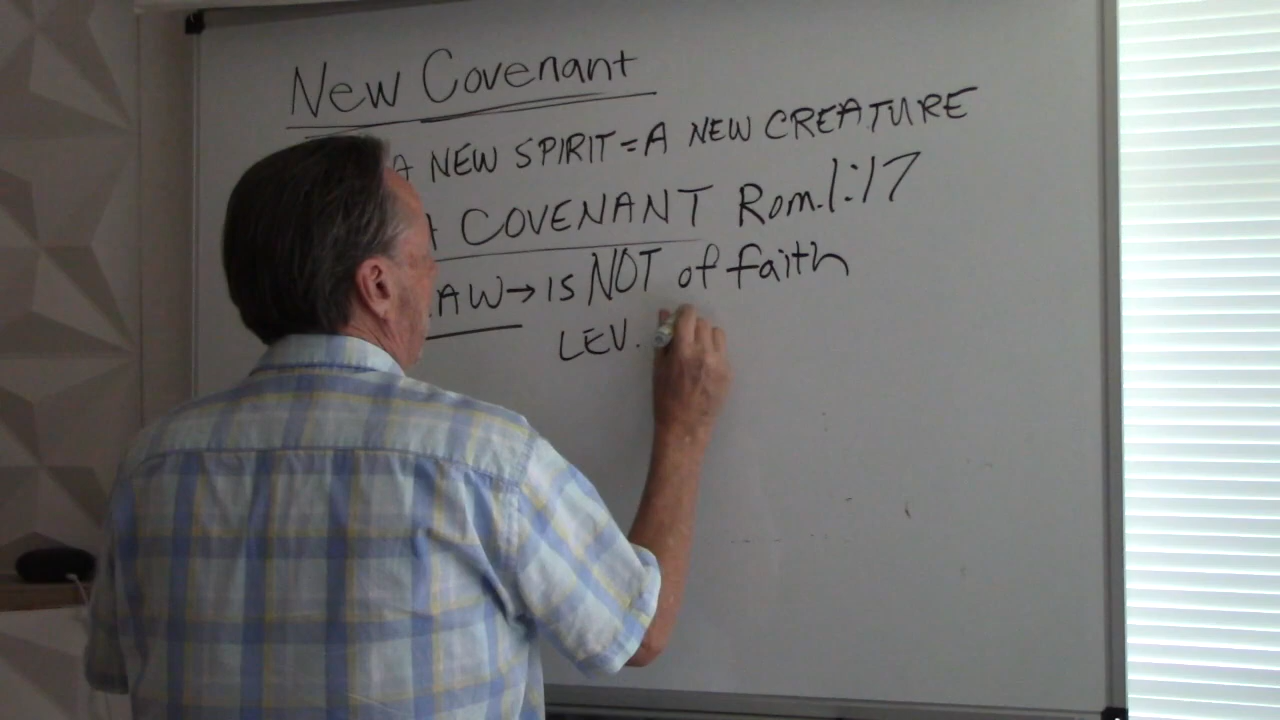 New Covenant
A NEW SPIRIT = A NEW CREATURE
COVENANT Rom. 1:17
AW → IS NOT of faith
LEV.